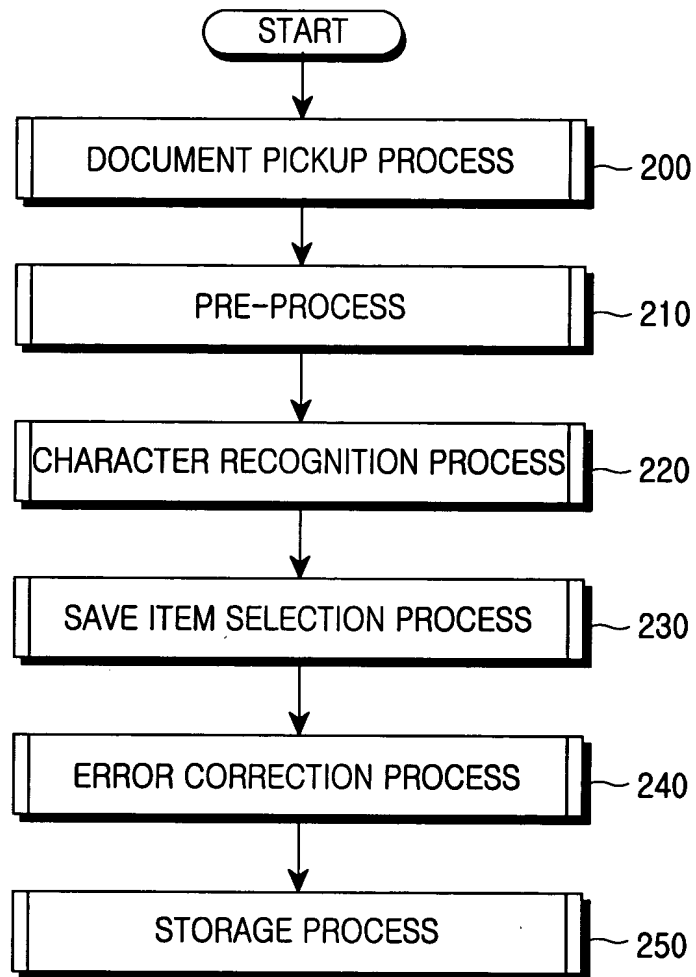 START
DOCUMENT PICKUP PROCESS
200
PRE-PROCESS
210
CHARACTER RECOGNITION PROCESS
220
SAVE ITEM SELECTION PROCESS
230
ERROR CORRECTION PROCESS
240
STORAGE PROCESS
250